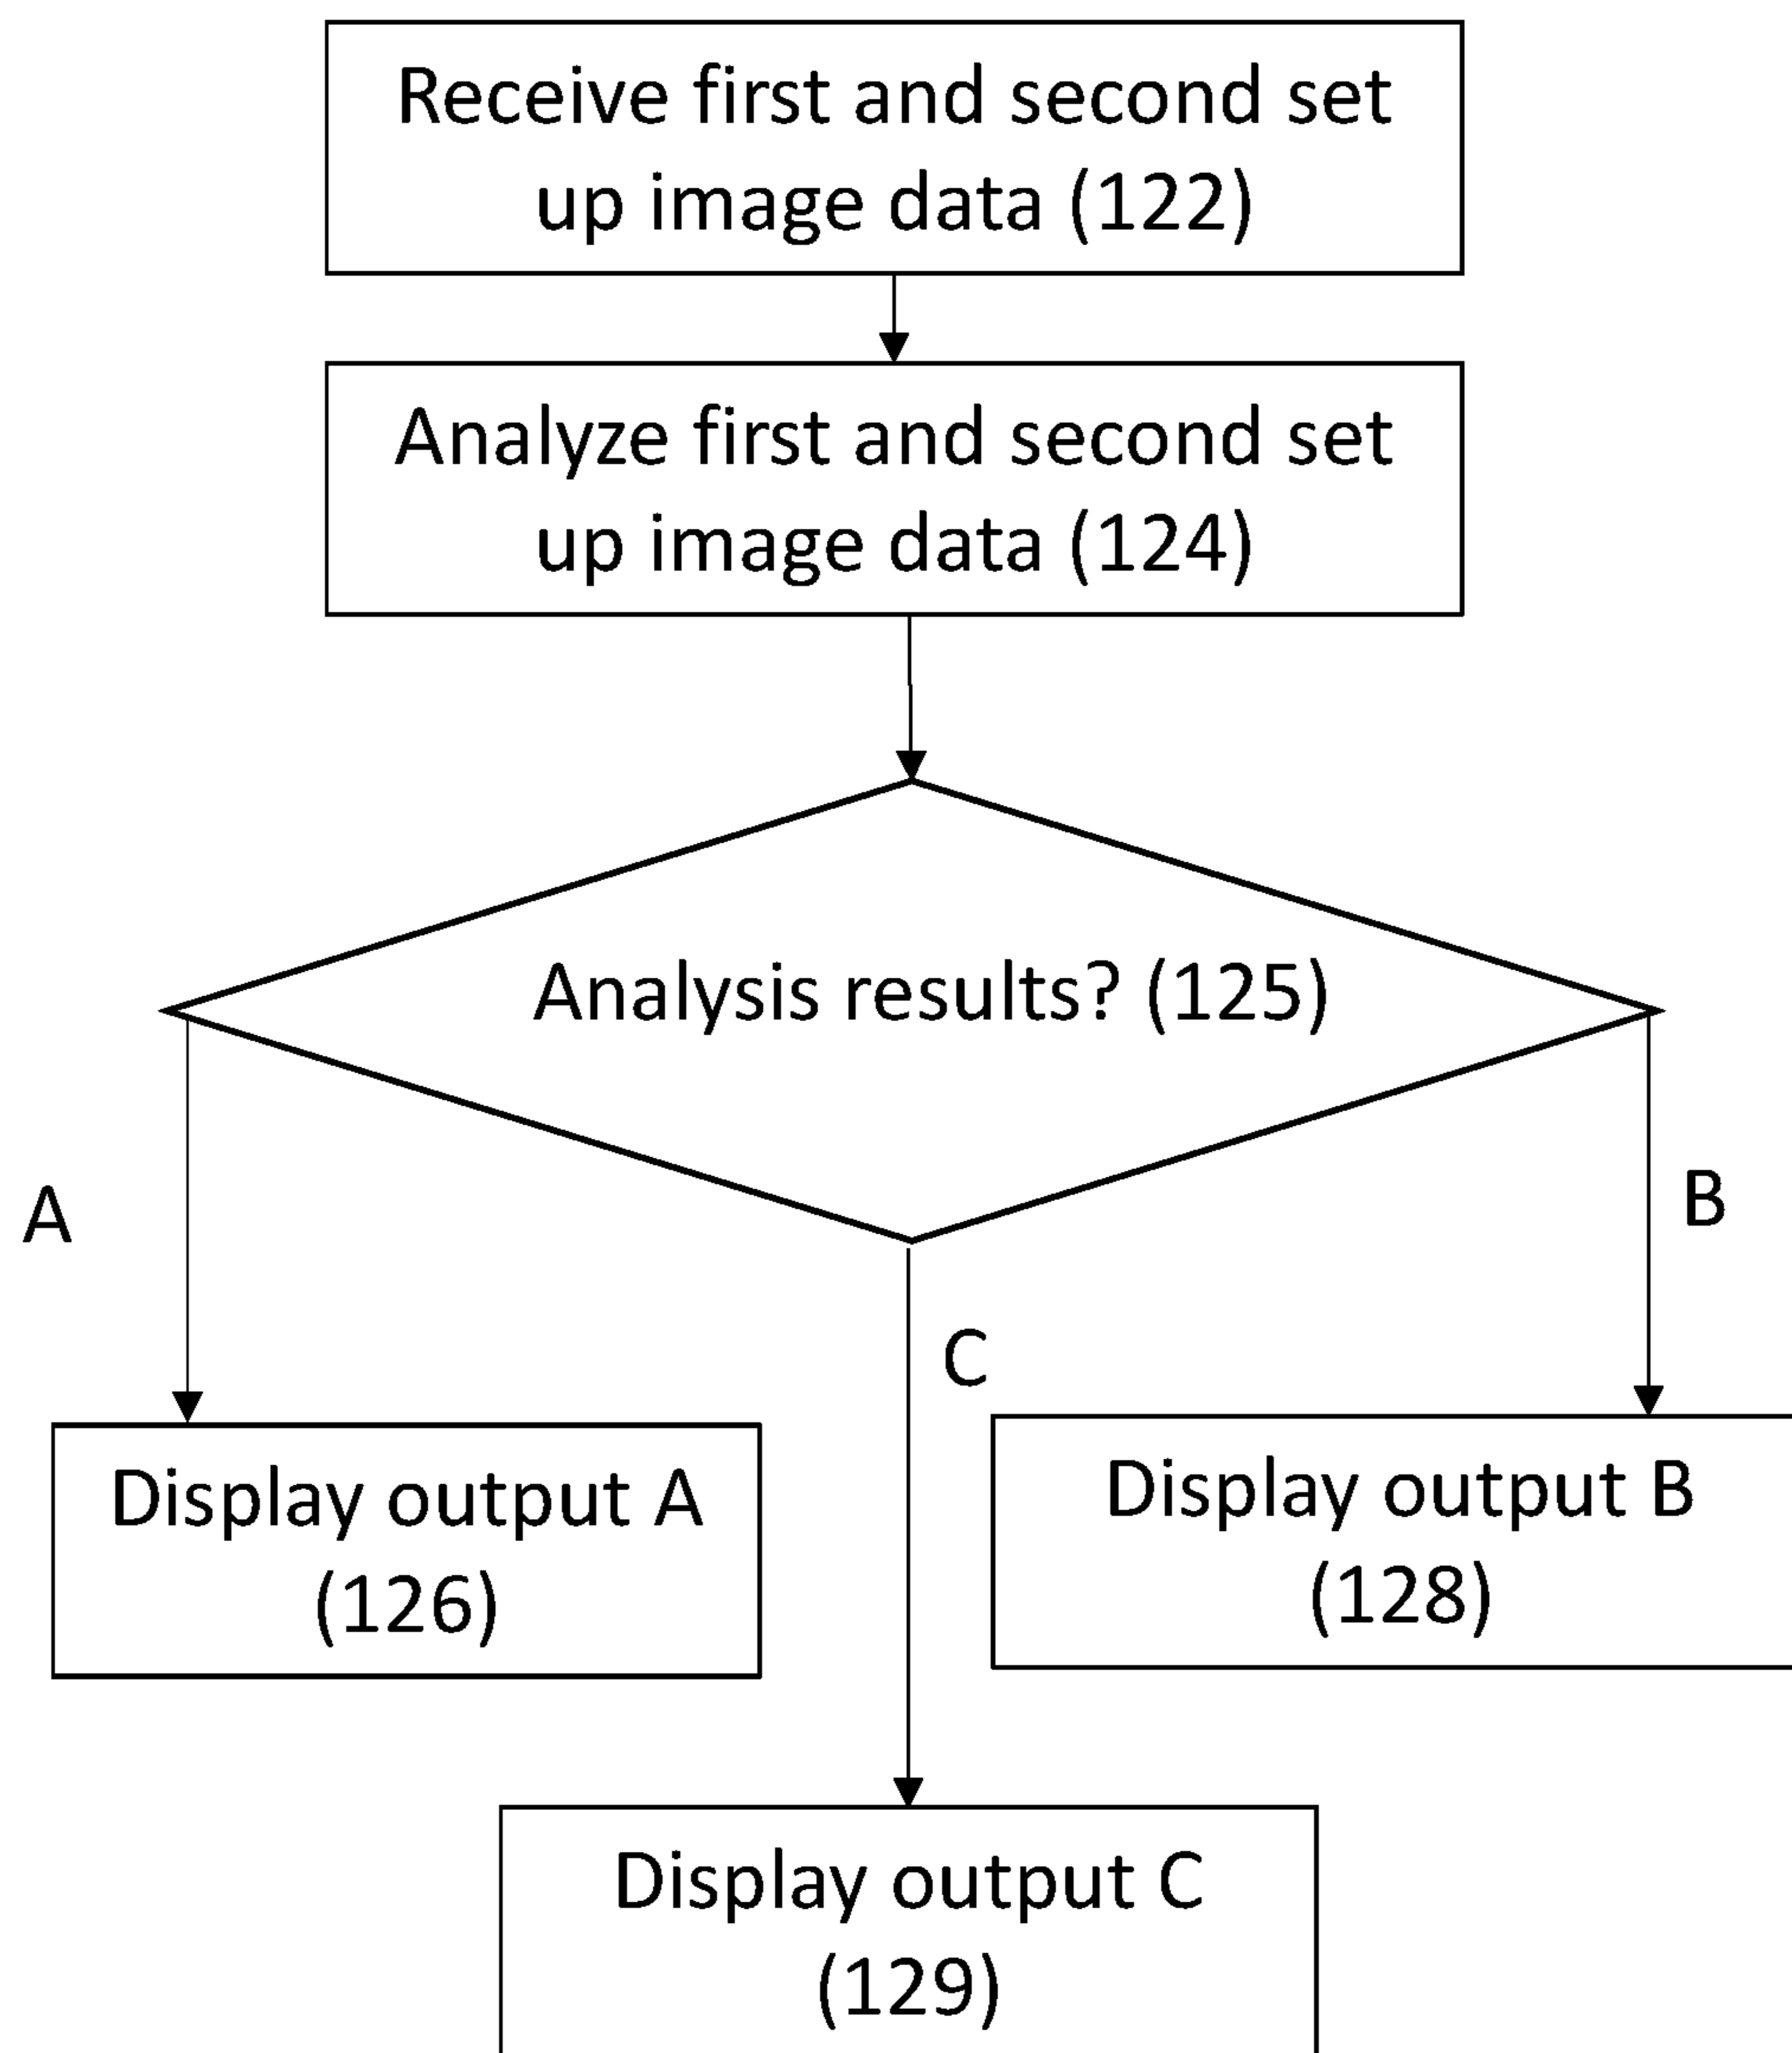 Receive first and second set
up image data (122)
Analyze first and second set
up image data (124)
Analysis results? (125)
A
B
C
Display output A
(126)
Display output B
(128)
Display output C
(129)